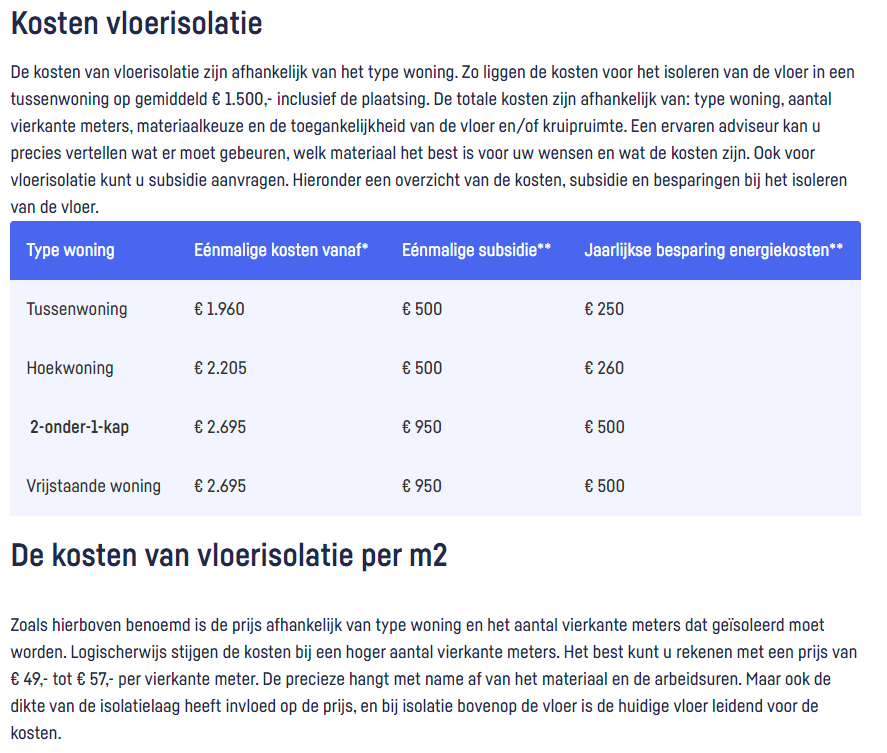 Kosten vloerisolatie
De kosten van vloerisolatie zijn afhankelijk van het type woning. Zo liggen de kosten voor het isoleren van de vloer in een
tussenwoning op gemiddeld € 1.500,- inclusief de plaatsing. De totale kosten zijn afhankelijk van: type woning, aantal
vierkante meters, materiaalkeuze en de toegankelijkheid van de vloer en/of kruipruimte. Een ervaren adviseur kan u
precies vertellen wat er moet gebeuren, welk materiaal het best is voor uw wensen en wat de kosten zijn. Ook voor
vloerisolatie kunt u subsidie aanvragen. Hieronder een overzicht van de kosten, subsidie en besparingen bij het isoleren
van de vloer.
Type woning Eénmalige kosten vanaf* Eénmalige subsidie** Jaarlijkse besparing energiekosten**
Tussenwoning € 1.960 € 500 € 250
Hoekwoning € 2.205 € 500 € 260
2-onder-1-kap € 2.695 € 950 € 500
Vrijstaande woning € 2.695 € 950 € 500
De kosten van vloerisolatie per m2
Zoals hierboven benoemd is de prijs afhankelijk van type woning en het aantal vierkante meters dat geïsoleerd moet
worden. Logischerwijs stijgen de kosten bij een hoger aantal vierkante meters. Het best kunt u rekenen met een prijs van
€ 49,- tot € 57,- per vierkante meter. De precieze hangt met name af van het materiaal en de arbeidsuren. Maar ook de
dikte van de isolatielaag heeft invloed op de prijs, en bij isolatie bovenop de vloer is de huidige vloer leidend voor de
kosten.